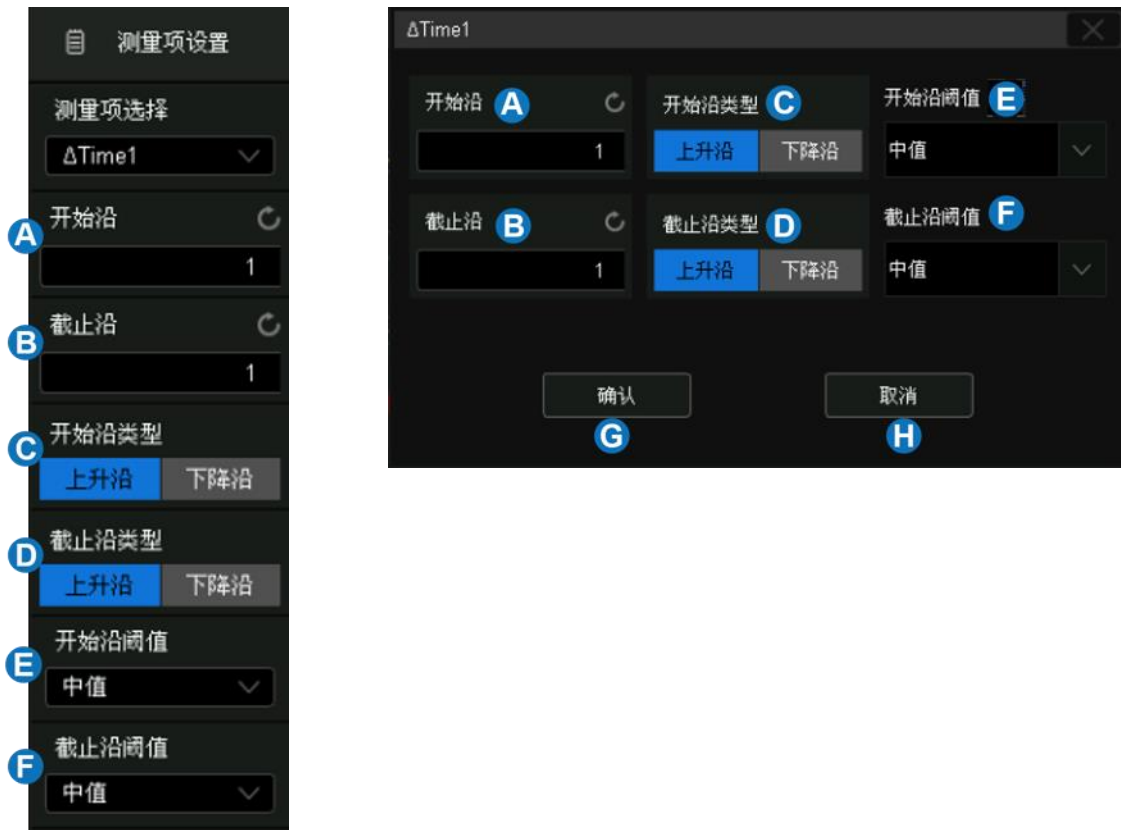 测量项设置
测量项选择
ΔTime1
A
开始沿
1
B
截止沿
1
C
开始沿类型
上升沿 下降沿
D
截止沿类型
上升沿 下降沿
E
开始沿阈值
中值
F
截止沿阈值
中值
ΔTime1
开始沿 A
1
开始沿类型 C
上升沿 下降沿
开始沿阈值 E
中值
截止沿 B
1
截止沿类型 D
上升沿 下降沿
截止沿阈值 F
中值
确认 取消
G H